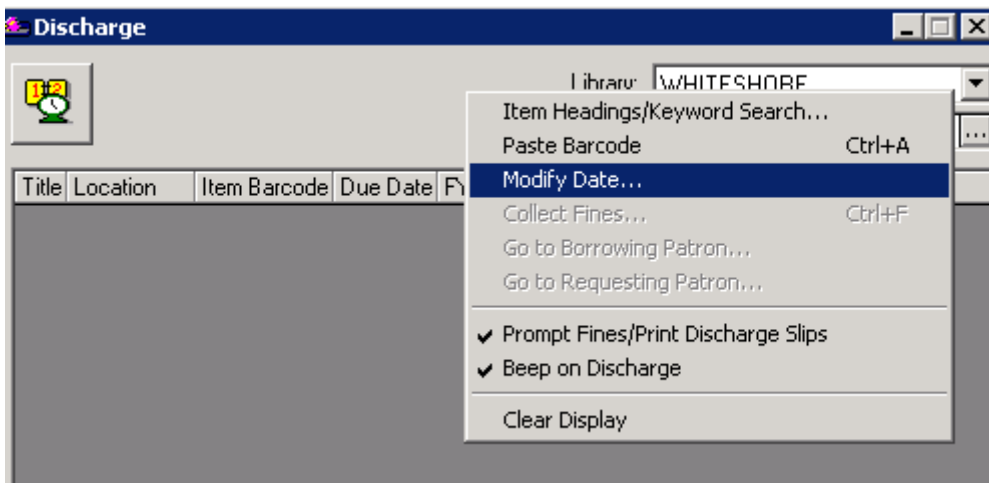 Discharge
Library: WHITESHORE
Item Headings/Keyword Search...
Paste Barcode Ctrl+A
...
Title Location Item Barcode Due Date
Modify Date...
Collect Fines... Ctrl+F
Go to Borrowing Patron...
Go to Requesting Patron...
Prompt Fines/Print Discharge Slips
Beep on Discharge
Clear Display